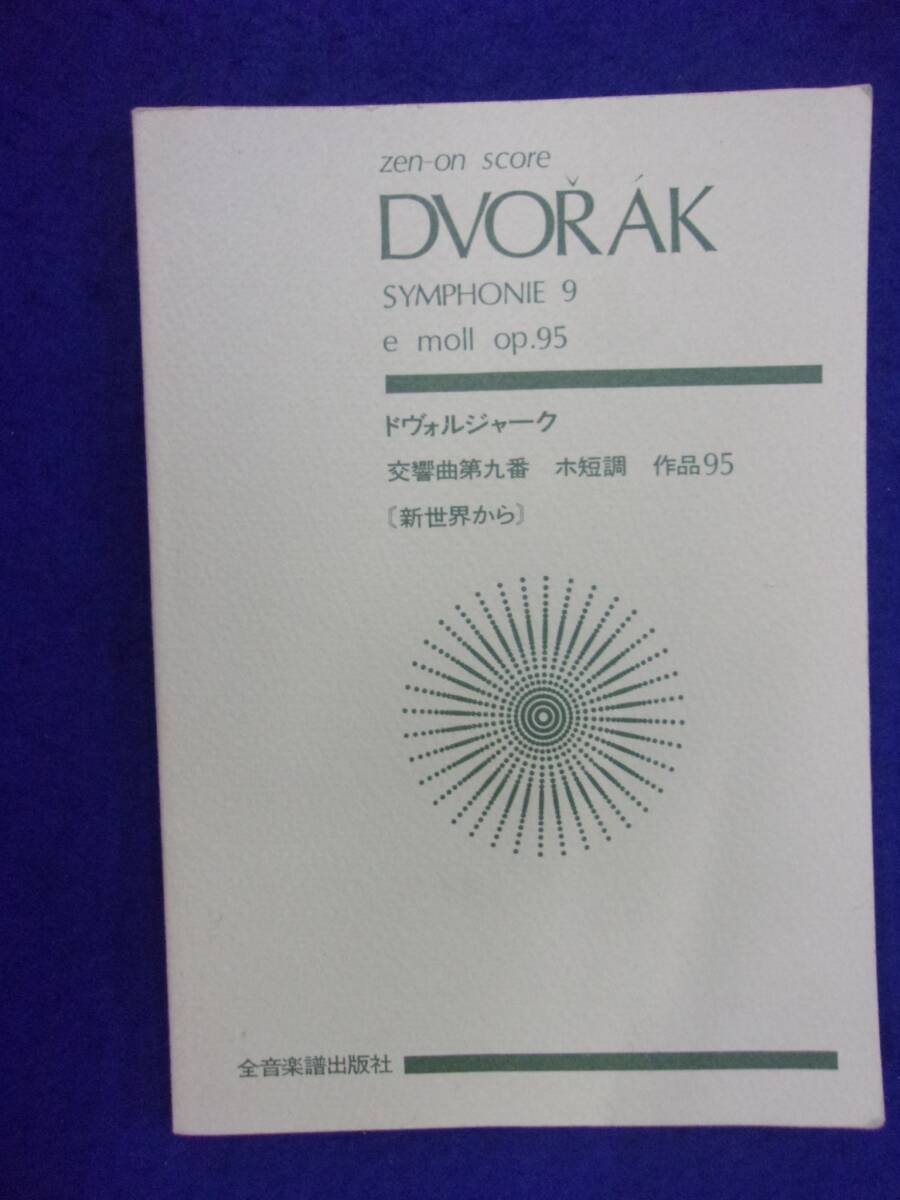 zen-on score
DVOŘÁK
SYMPHONIE 9
e moll op.95
ドヴォルジャーク
交響曲第九番 ホ短調 作品95
〔新世界から〕
全音楽譜出版社